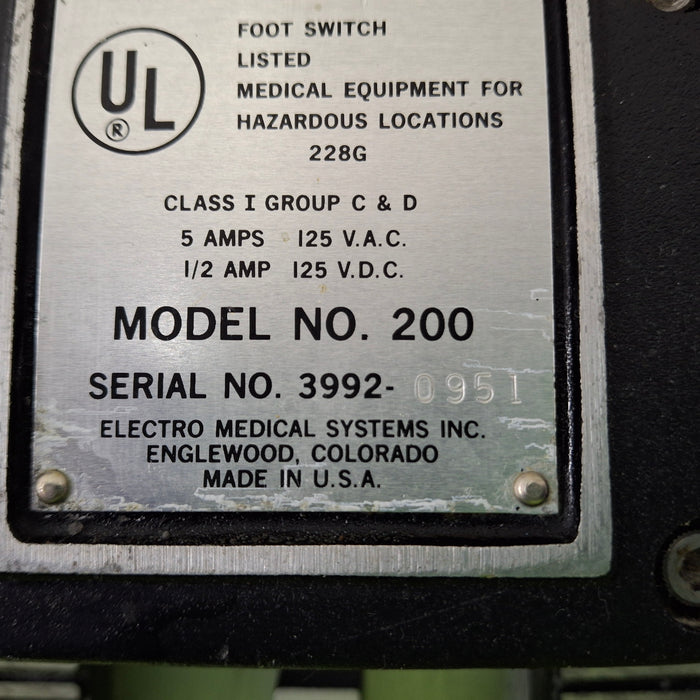 UL
®
FOOT SWITCH
LISTED
MEDICAL EQUIPMENT FOR
HAZARDOUS LOCATIONS
228G
CLASS I GROUP C & D
5 AMPS 125 V.A.C.
1/2 AMP 125 V.D.C.
MODEL NO. 200
SERIAL NO. 3992- 0951
ELECTRO MEDICAL SYSTEMS INC.
ENGLEWOOD, COLORADO
MADE IN U.S.A.